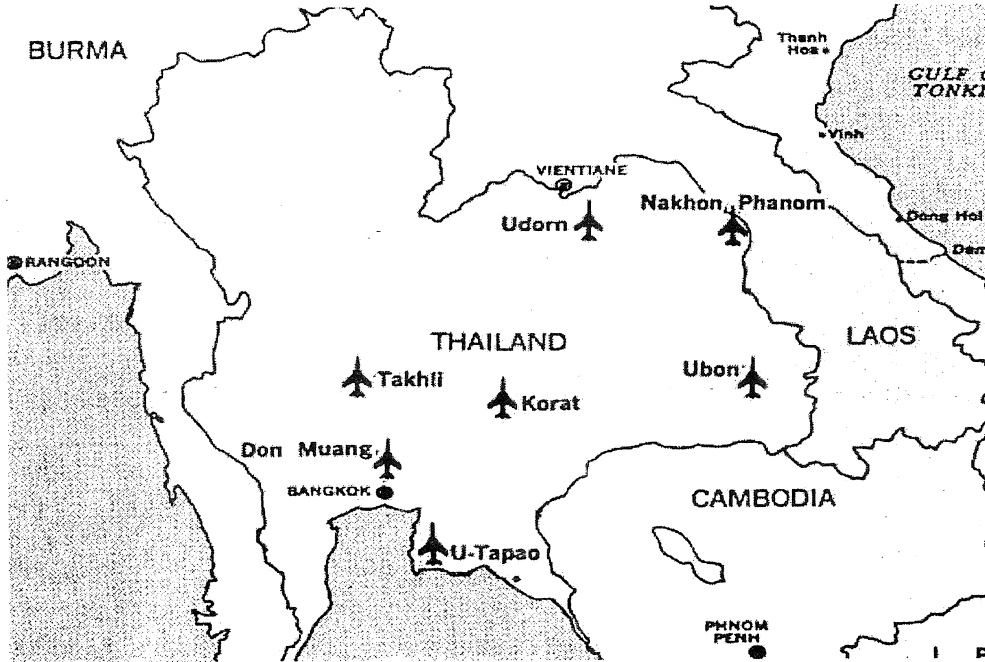 BURMA
Thanh
Hoa
GULF
TONKI
Vinh
VIENTIANE
Nakhon Phanom
Udorn
Dong Hoi
Dem
RANGOON
THAILAND
LAOS
Takhli
Ubon
Korat
Don Muang
BANGKOK
CAMBODIA
U-Tapao
PHNOM
PENH